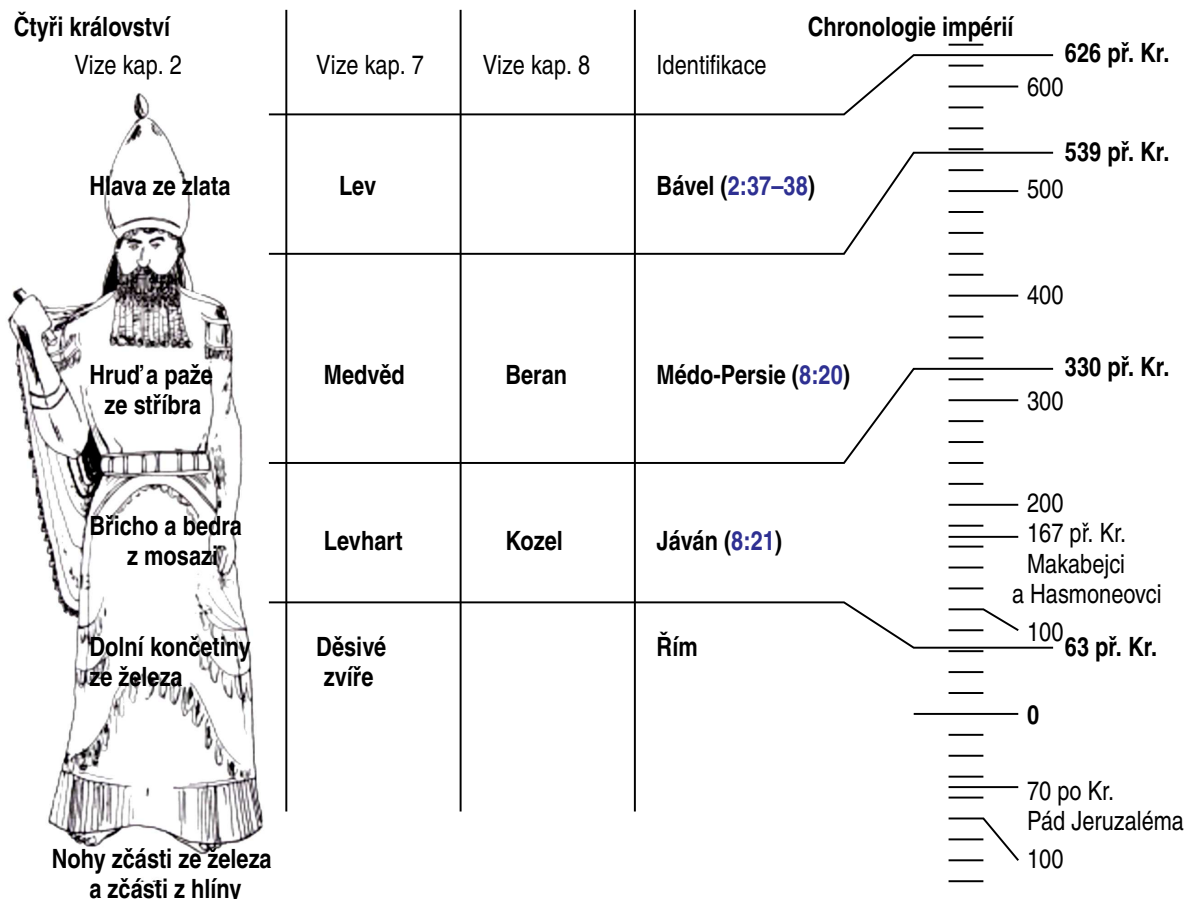 Čtyři království
Chronologie impérií
Vize kap. 2
Vize kap. 7
Vize kap. 8
Identifikace
626 př. Kr.
600
539 př. Kr.
Hlava ze zlata
Lev
Bável (2:37–38)
500
400
330 př. Kr.
Hruď a paže
ze stříbra
Medvěd
Beran
Médo-Persie (8:20)
300
200
Břicho a bedra
z mosazi
Levhart
Kozel
Jáván (8:21)
167 př. Kr.
Makabejci
a Hasmoneovci
100
63 př. Kr.
Dolní končetiny
ze železa
Děsivé
zvíře
Řím
0
70 po Kr.
Pád Jeruzaléma
100
Nohy zčásti ze železa
a zčásti z hlíny